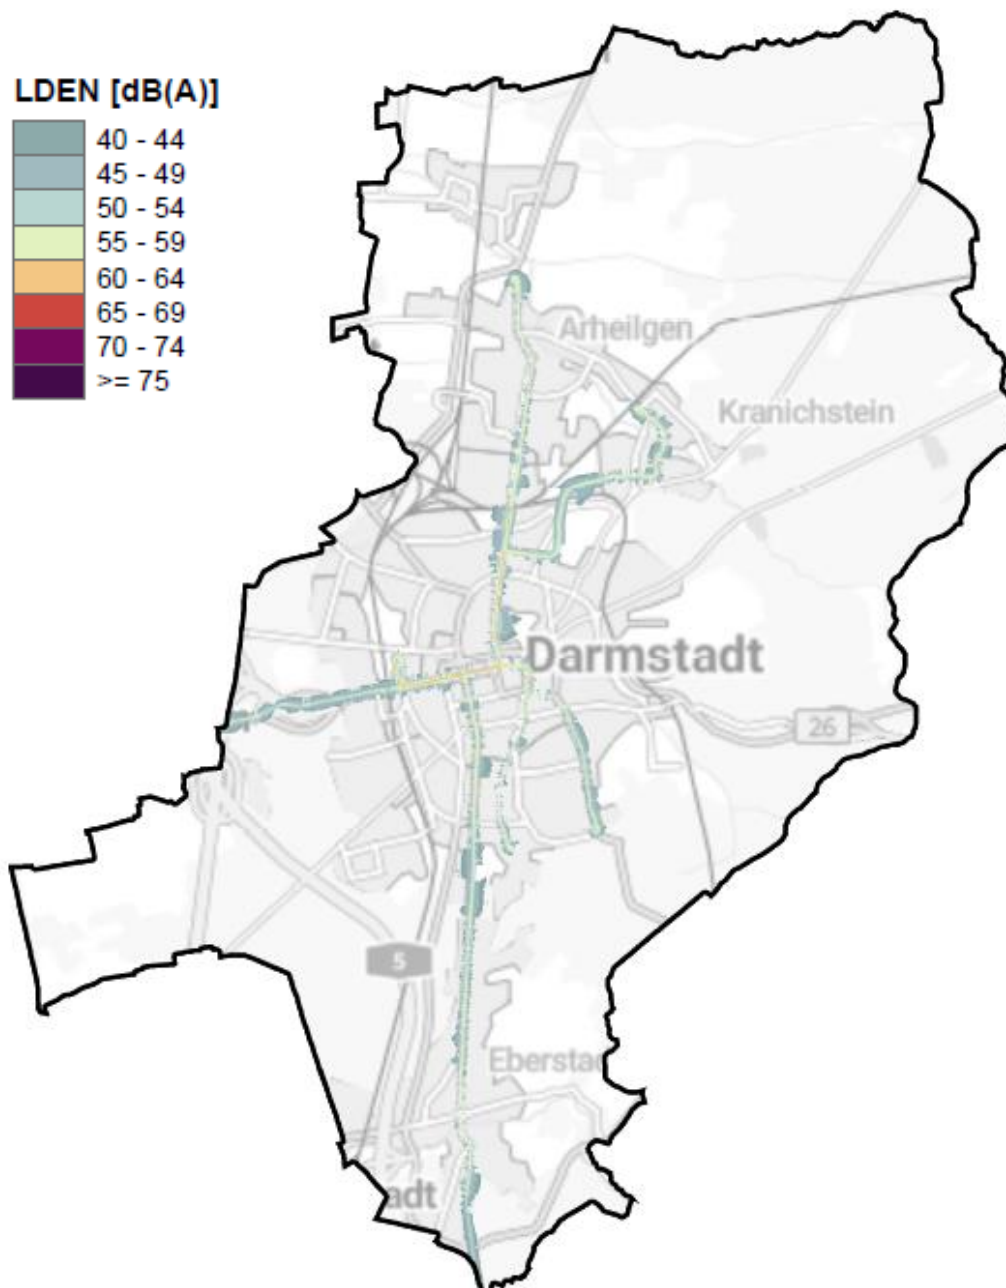 LDEN [dB(A)]
40 - 44
45 - 49
50 - 54
55 - 59
60 - 64
65 - 69
70 - 74
>= 75
Arheilgen
Kranichstein
Darmstadt
26
5
Eberstad
adt